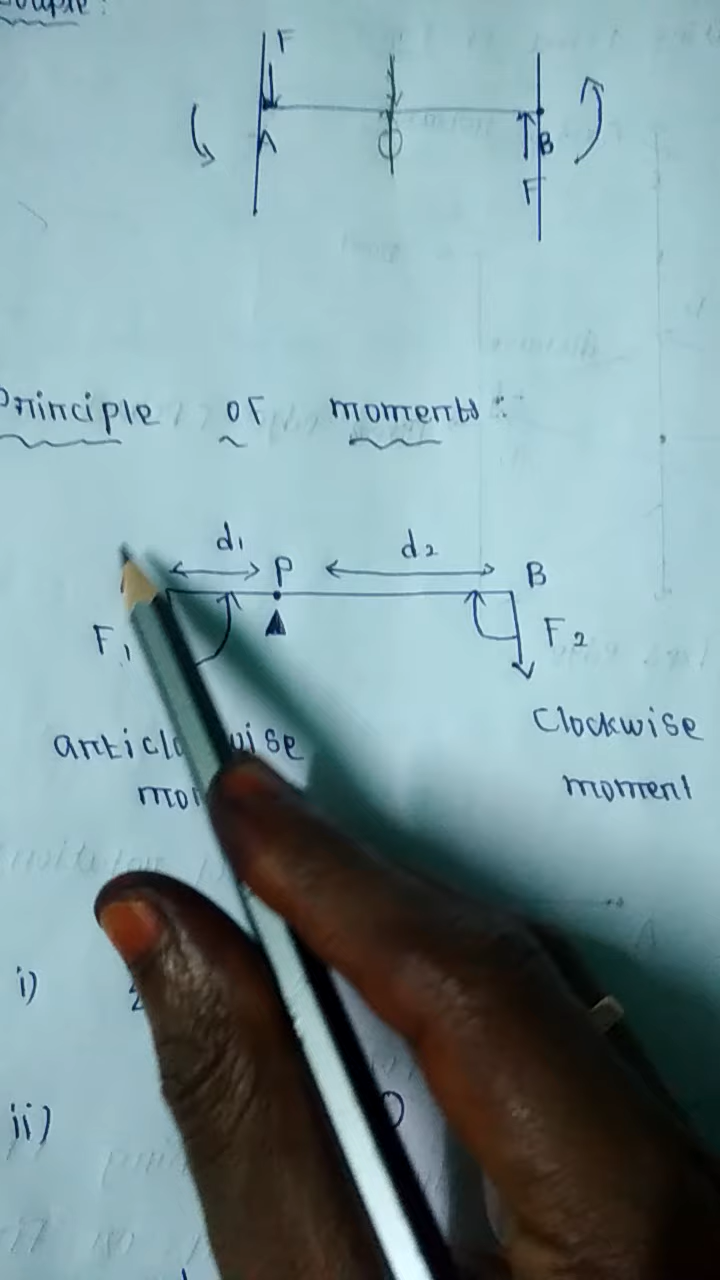 F
A
O
B
F
Principle of moments :
d1
P
d2
B
F1
F2
Clockwise
moment
i)
ii)